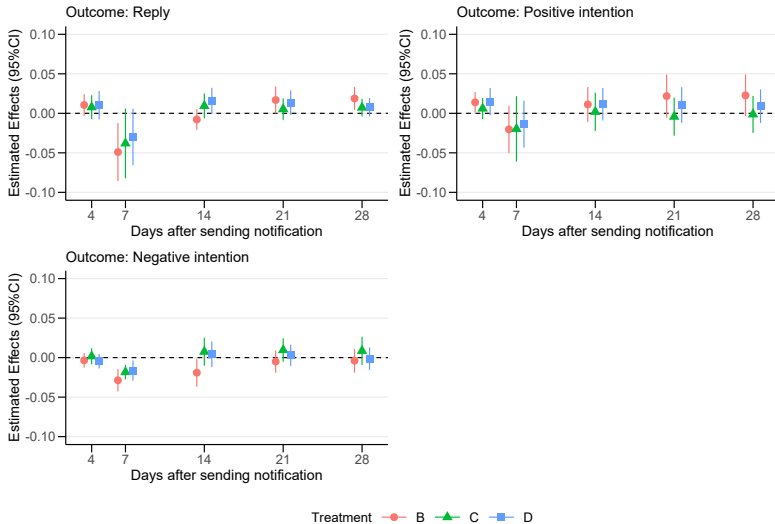 Outcome: Reply
Estimated Effects (95%CI)
0.10
0.05
0.00
-0.05
-0.10
4 7 14 21 28
Days after sending notification
Outcome: Positive intention
Estimated Effects (95%CI)
0.10
0.05
0.00
-0.05
-0.10
4 7 14 21 28
Days after sending notification
Outcome: Negative intention
Estimated Effects (95%CI)
0.10
0.05
0.00
-0.05
-0.10
4 7 14 21 28
Days after sending notification
Treatment B C D